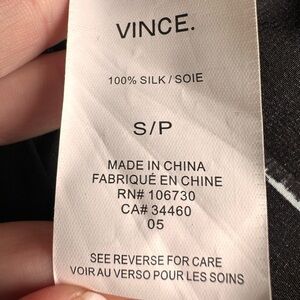 VINCE.
100% SILK / SOIE
S/P
MADE IN CHINA
FABRIQUÉ EN CHINE
RN# 106730
CA# 34460
05
SEE REVERSE FOR CARE
VOIR AU VERSO POUR LES SOINS